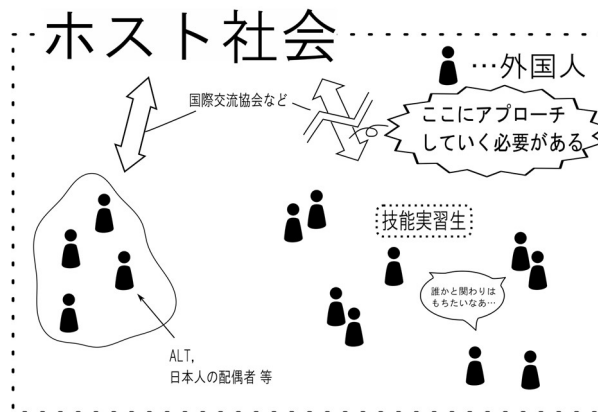 ホスト社会
…外国人
国際交流協会など
ここにアプローチ
していく必要がある
技能実習生
誰かと関わりは
もちたいなあ…
ALT,
日本人の配偶者 等